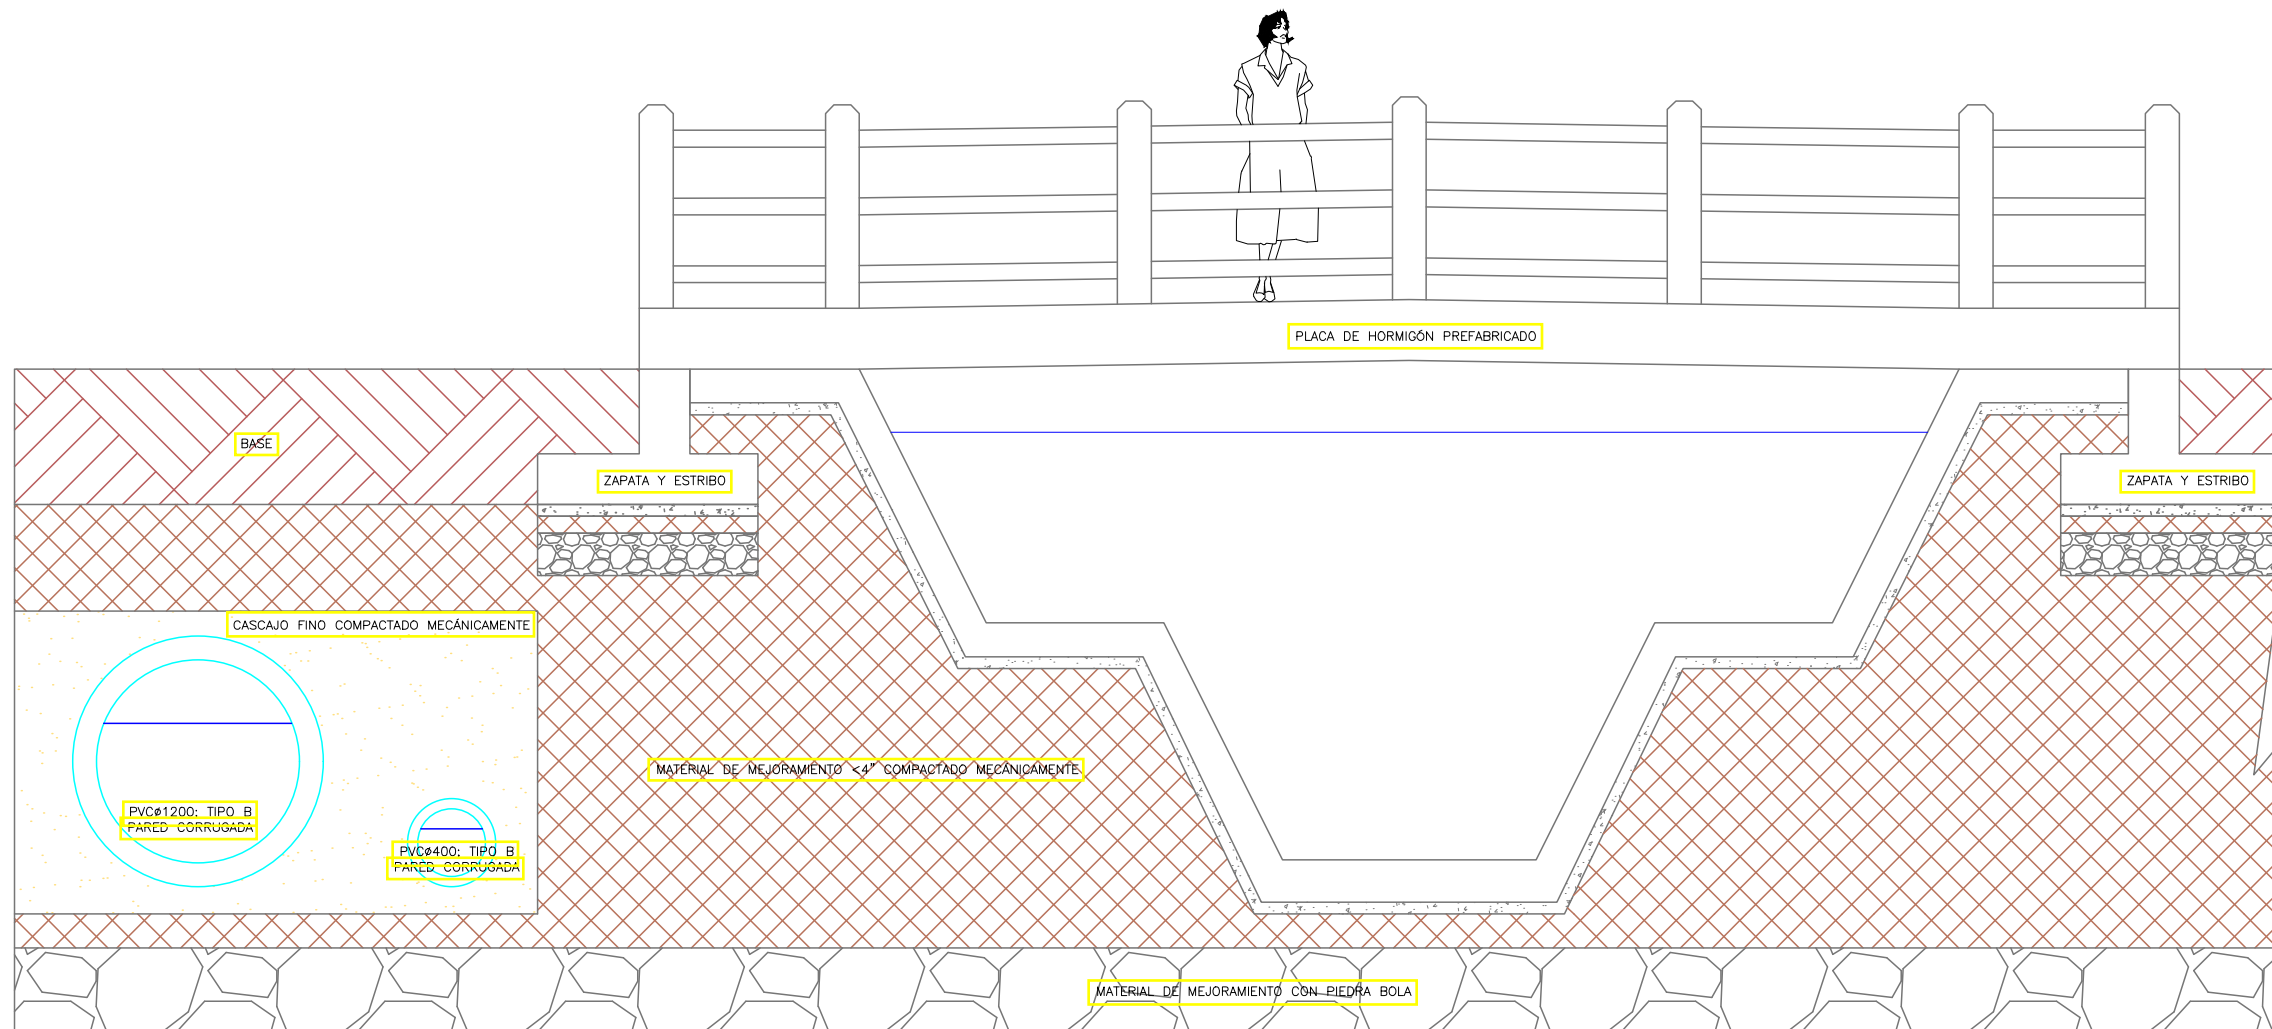 PLACA DE HORMIGÓN PREFABRICADO
BASE
ZAPATA Y ESTRIBO
ZAPATA Y ESTRIBO
CASCAJO FINO COMPACTADO MECÁNICAMENTE
MATERIAL DE MEJORAMIENTO <4" COMPACTADO MECÁNICAMENTE
PVCø1200; TIPO B
PARED CORRUGADA
PVCø400; TIPO B
PARED CORRUGADA
MATERIAL DE MEJORAMIENTO CON PIEDRA BOLA